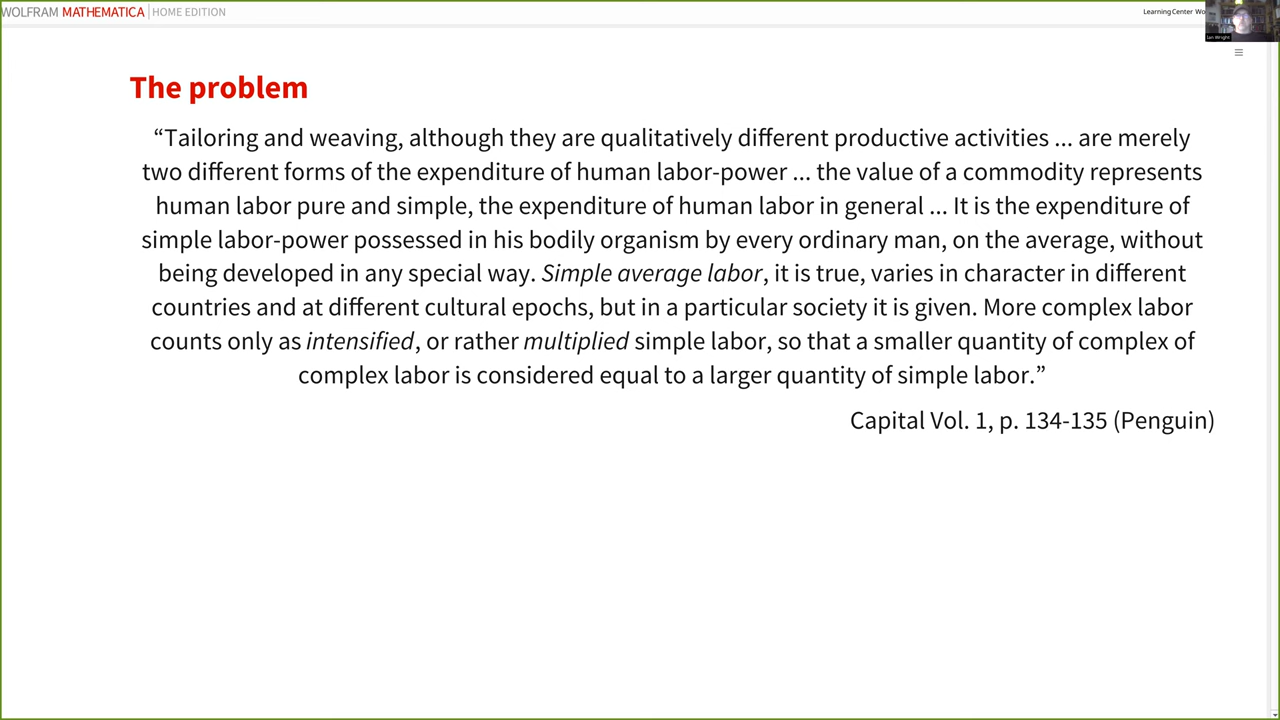 WOLFRAM MATHEMATICA | HOME EDITION
LearningCenter Wo
Ian Wright
The problem
“Tailoring and weaving, although they are qualitatively different productive activities ... are merely
two different forms of the expenditure of human labor-power ... the value of a commodity represents
human labor pure and simple, the expenditure of human labor in general ... It is the expenditure of
simple labor-power possessed in his bodily organism by every ordinary man, on the average, without
being developed in any special way. Simple average labor, it is true, varies in character in different
countries and at different cultural epochs, but in a particular society it is given. More complex labor
counts only as intensified, or rather multiplied simple labor, so that a smaller quantity of complex of
complex labor is considered equal to a larger quantity of simple labor.”
Capital Vol. 1, p. 134-135 (Penguin)